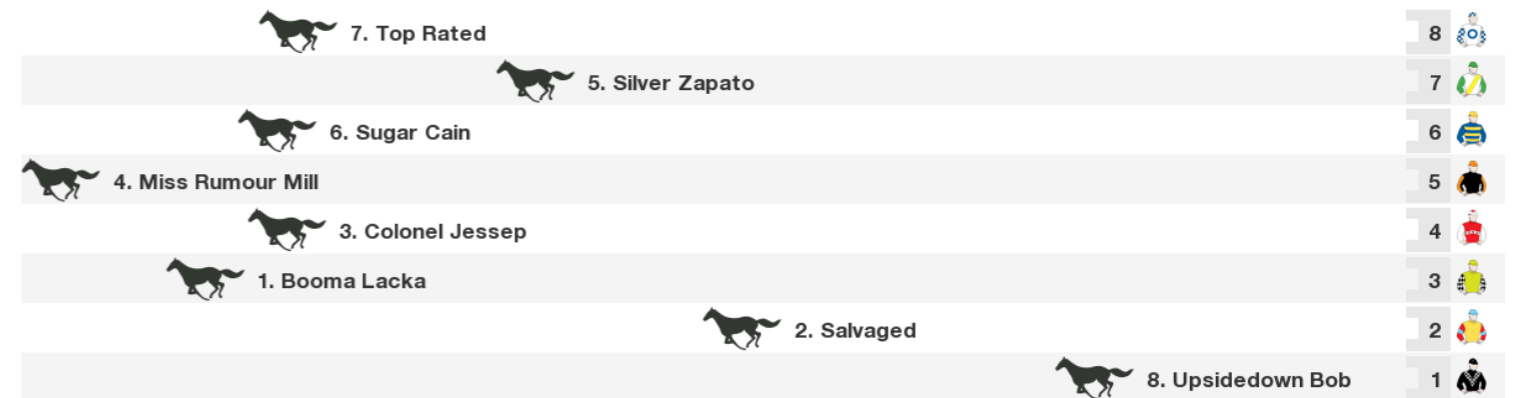 7. Top Rated 8
5. Silver Zapato 7
6. Sugar Cain 6
4. Miss Rumour Mill 5
3. Colonel Jessep 4
1. Booma Lacka 3
2. Salvaged 2
8. Upsidedown Bob 1